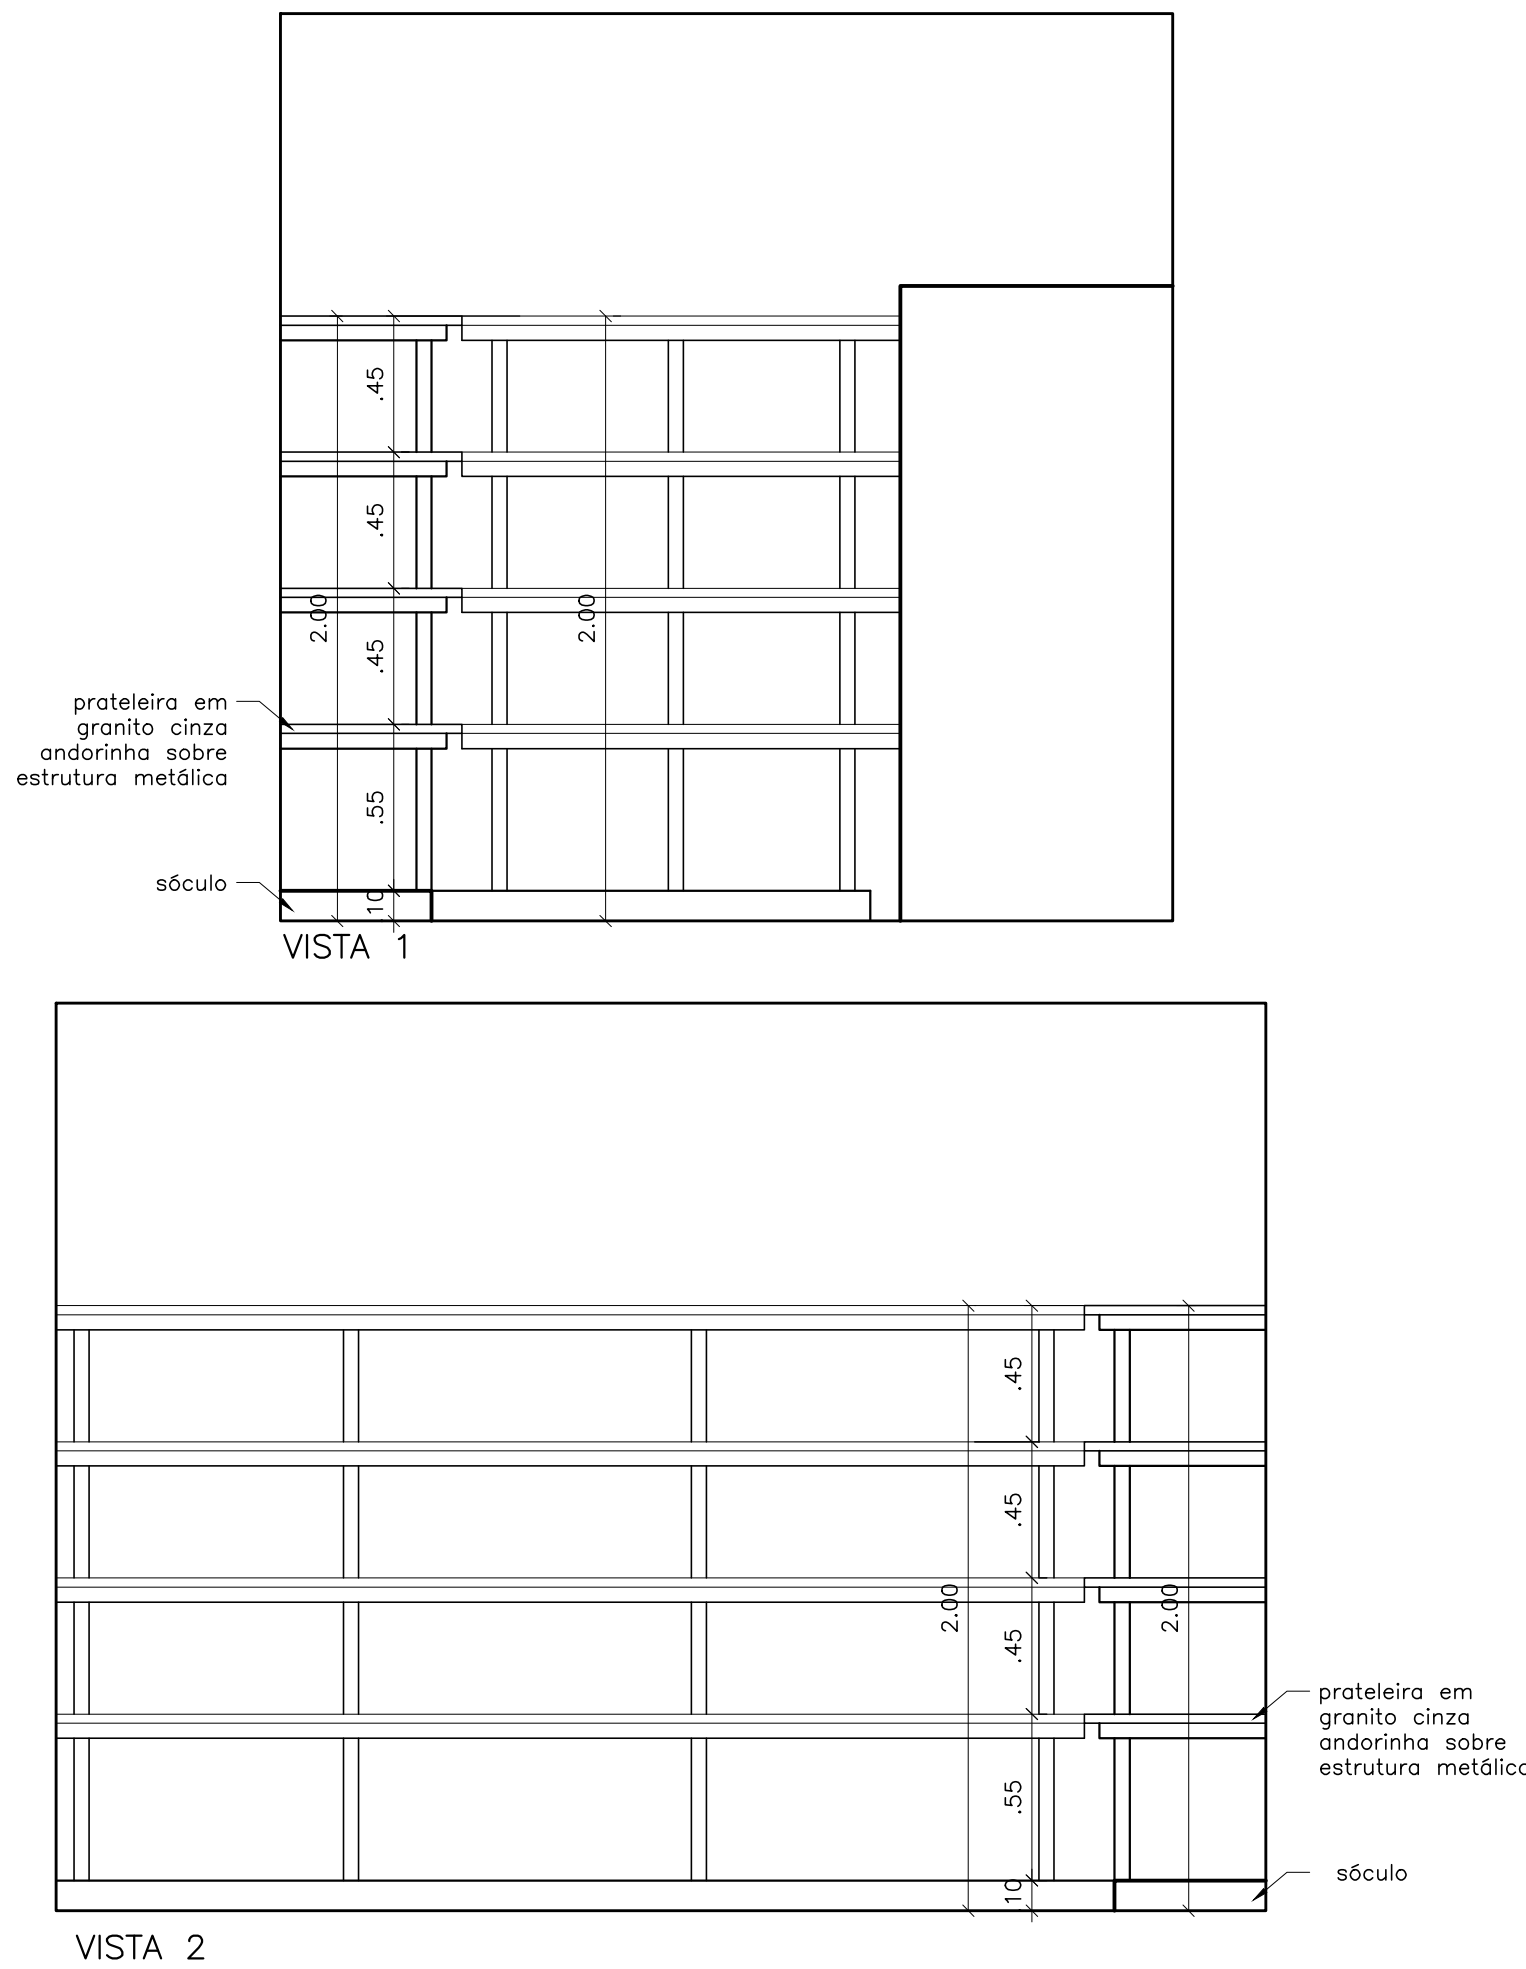 .45
.45
2.00
2.00
.45
prateleira em
granito cinza
andorinha sobre
estrutura metálica
.55
sóculo
.10
VISTA 1
.45
.45
2.00
2.00
.45
prateleira em
granito cinza
andorinha sobre
estrutura metálica
.55
sóculo
.10
VISTA 2